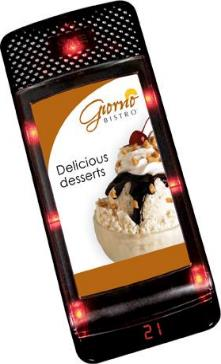 Giorno
BISTRO
Delicious
desserts
21